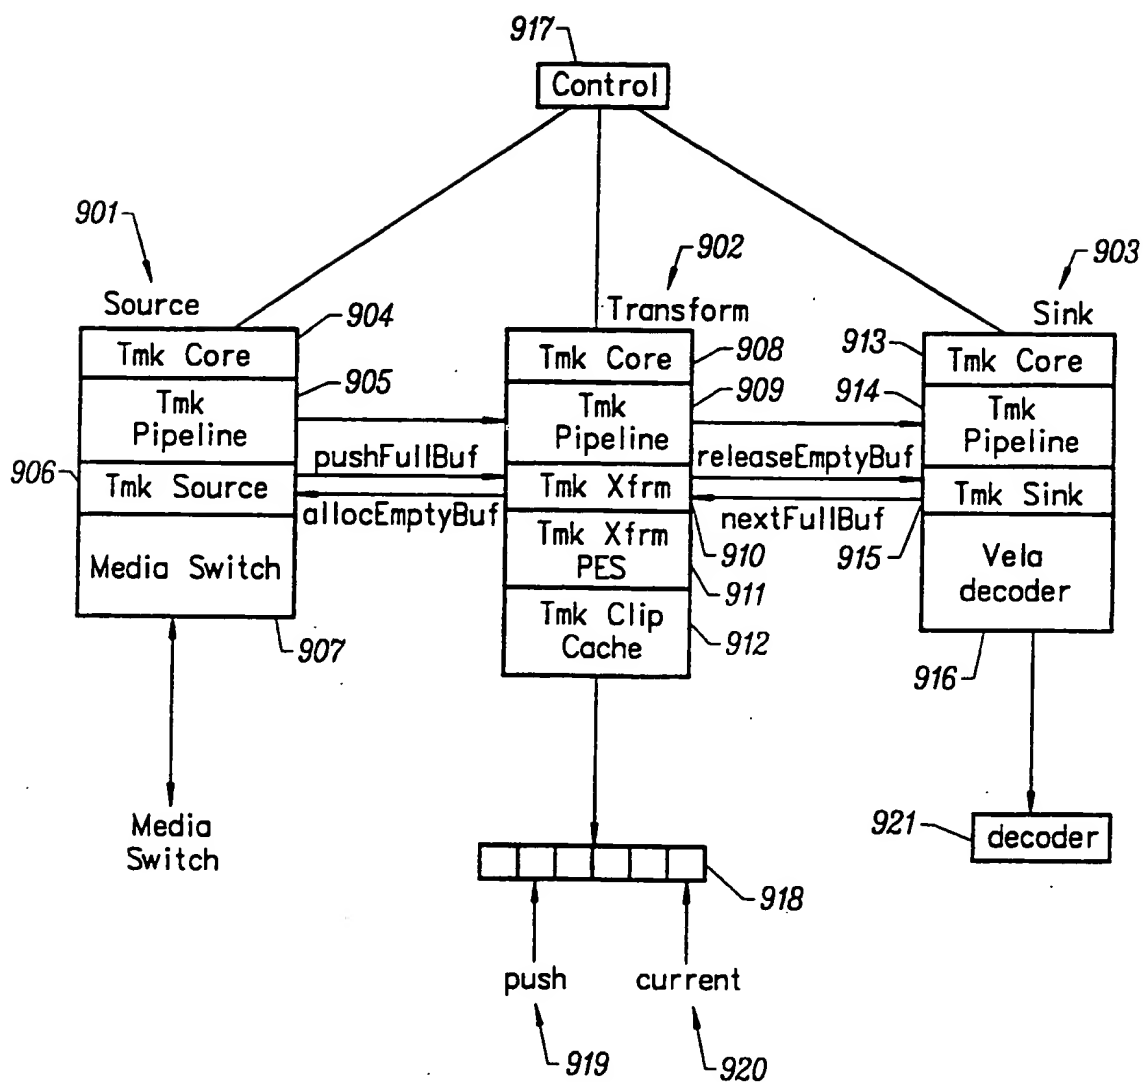 917
Control
901
902
903
Source
Transform
Sink
904
Tmk Core
905
Tmk
Pipeline
906
Tmk Source
Media Switch
907
pushFullBuf
allocEmptyBuf
Tmk Core
908
909
Tmk
Pipeline
Tmk Xfrm
910
Tmk Xfrm
PES
911
Tmk Clip
Cache
912
releaseEmptyBuf
nextFullBuf
913
Tmk Core
914
Tmk
Pipeline
Tmk Sink
915
Vela
decoder
916
Media
Switch
921
decoder
918
push
current
919
920